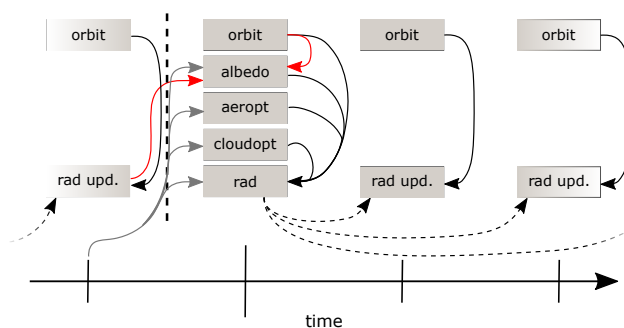 orbit
orbit
orbit
orbit
albedo
aeropt
cloudopt
rad upd.
rad
rad upd.
rad upd.
time